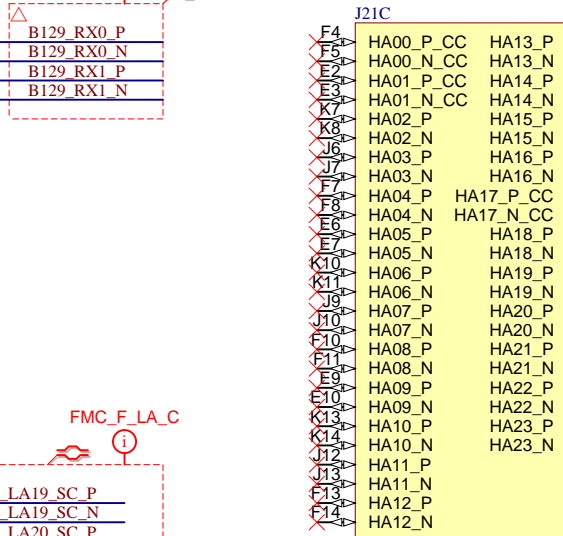 J21C
B129_RX0_P
B129_RX0_N
B129_RX1_P
B129_RX1_N
F4 HA00_P_CC HA13_P
F5 HA00_N_CC HA13_N
E2 HA01_P_CC HA14_P
E3 HA01_N_CC HA14_N
K7 HA02_P HA15_P
K8 HA02_N HA15_N
J6 HA03_P HA16_P
J7 HA03_N HA16_N
F7 HA04_P HA17_P_CC
F8 HA04_N HA17_N_CC
E6 HA05_P HA18_P
E7 HA05_N HA18_N
K10 HA06_P HA19_P
K11 HA06_N HA19_N
J9 HA07_P HA20_P
J10 HA07_N HA20_N
F10 HA08_P HA21_P
F11 HA08_N HA21_N
E9 HA09_P HA22_P
E10 HA09_N HA22_N
K13 HA10_P HA23_P
K14 HA10_N HA23_N
J12 HA11_P
J13 HA11_N
F13 HA12_P
F14 HA12_N
FMC_F_LA_C
i
_LA19_SC_P
_LA19_SC_N
_LA20_SC_P